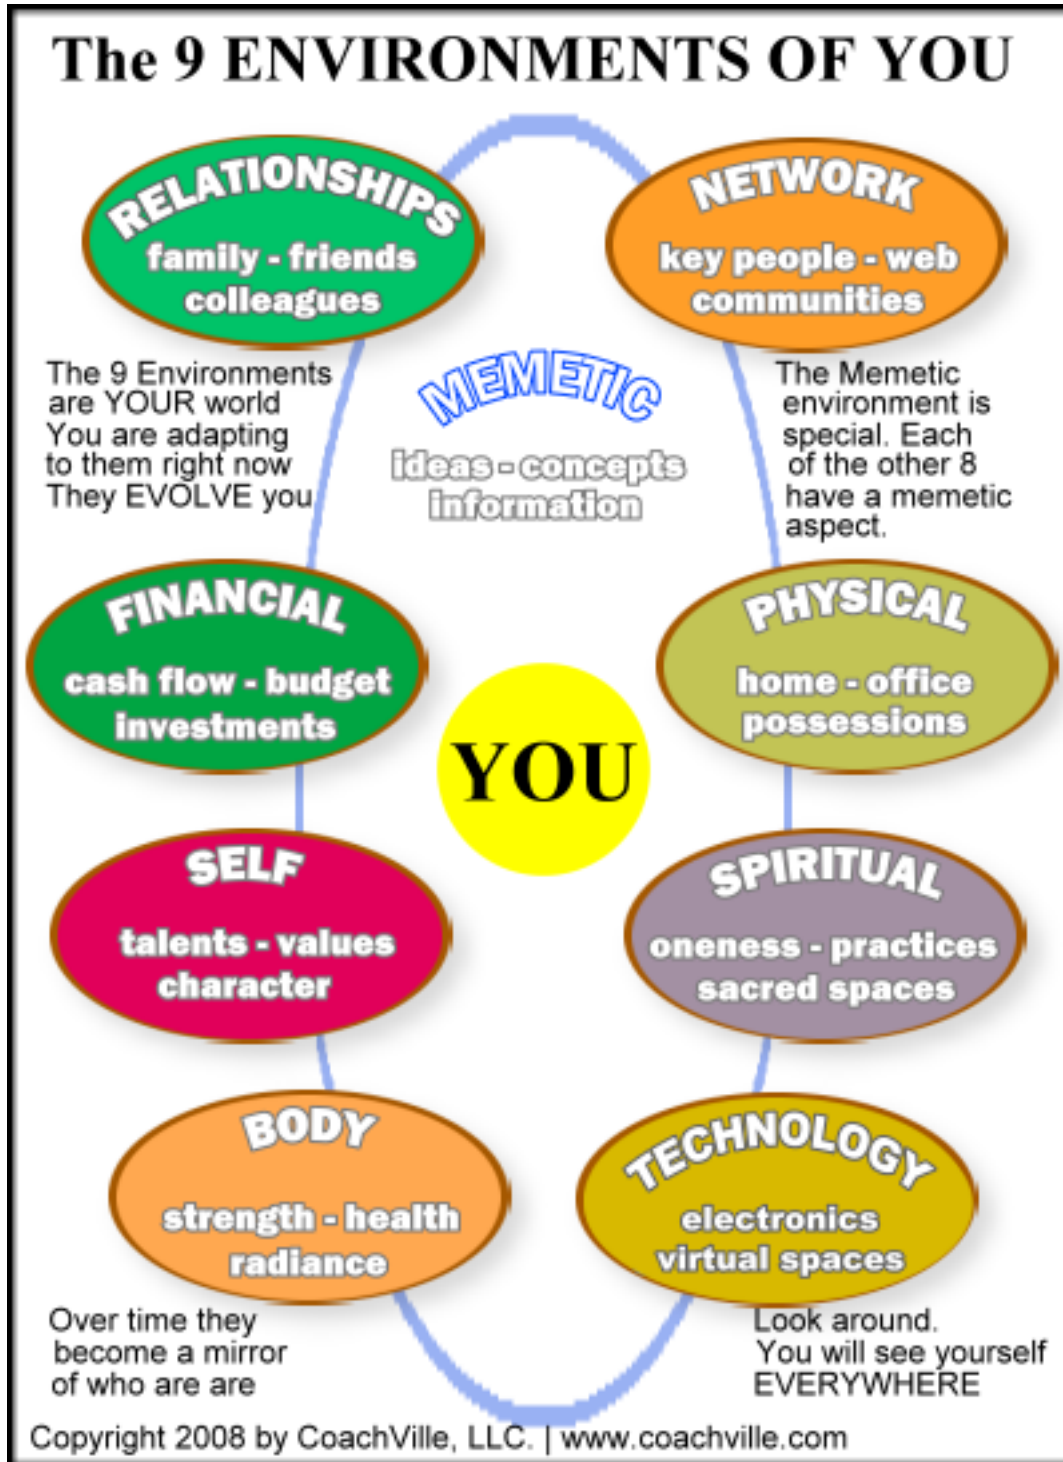 The 9 ENVIRONMENTS OF YOU
RELATIONSHIPS
family - friends
colleagues
NETWORK
key people - web
communities
The 9 Environments
are YOUR world
You are adapting
to them right now
They EVOLVE you
MEMETIC
ideas - concepts
information
The Memetic
environment is
special. Each
of the other 8
have a memetic
aspect.
FINANCIAL
cash flow - budget
investments
PHYSICAL
home - office
possessions
YOU
SELF
talents - values
character
SPIRITUAL
oneness - practices
sacred spaces
BODY
strength - health
radiance
TECHNOLOGY
electronics
virtual spaces
Over time they
become a mirror
of who are are
Look around.
You will see yourself
EVERYWHERE
Copyright 2008 by CoachVille, LLC. | www.coachville.com